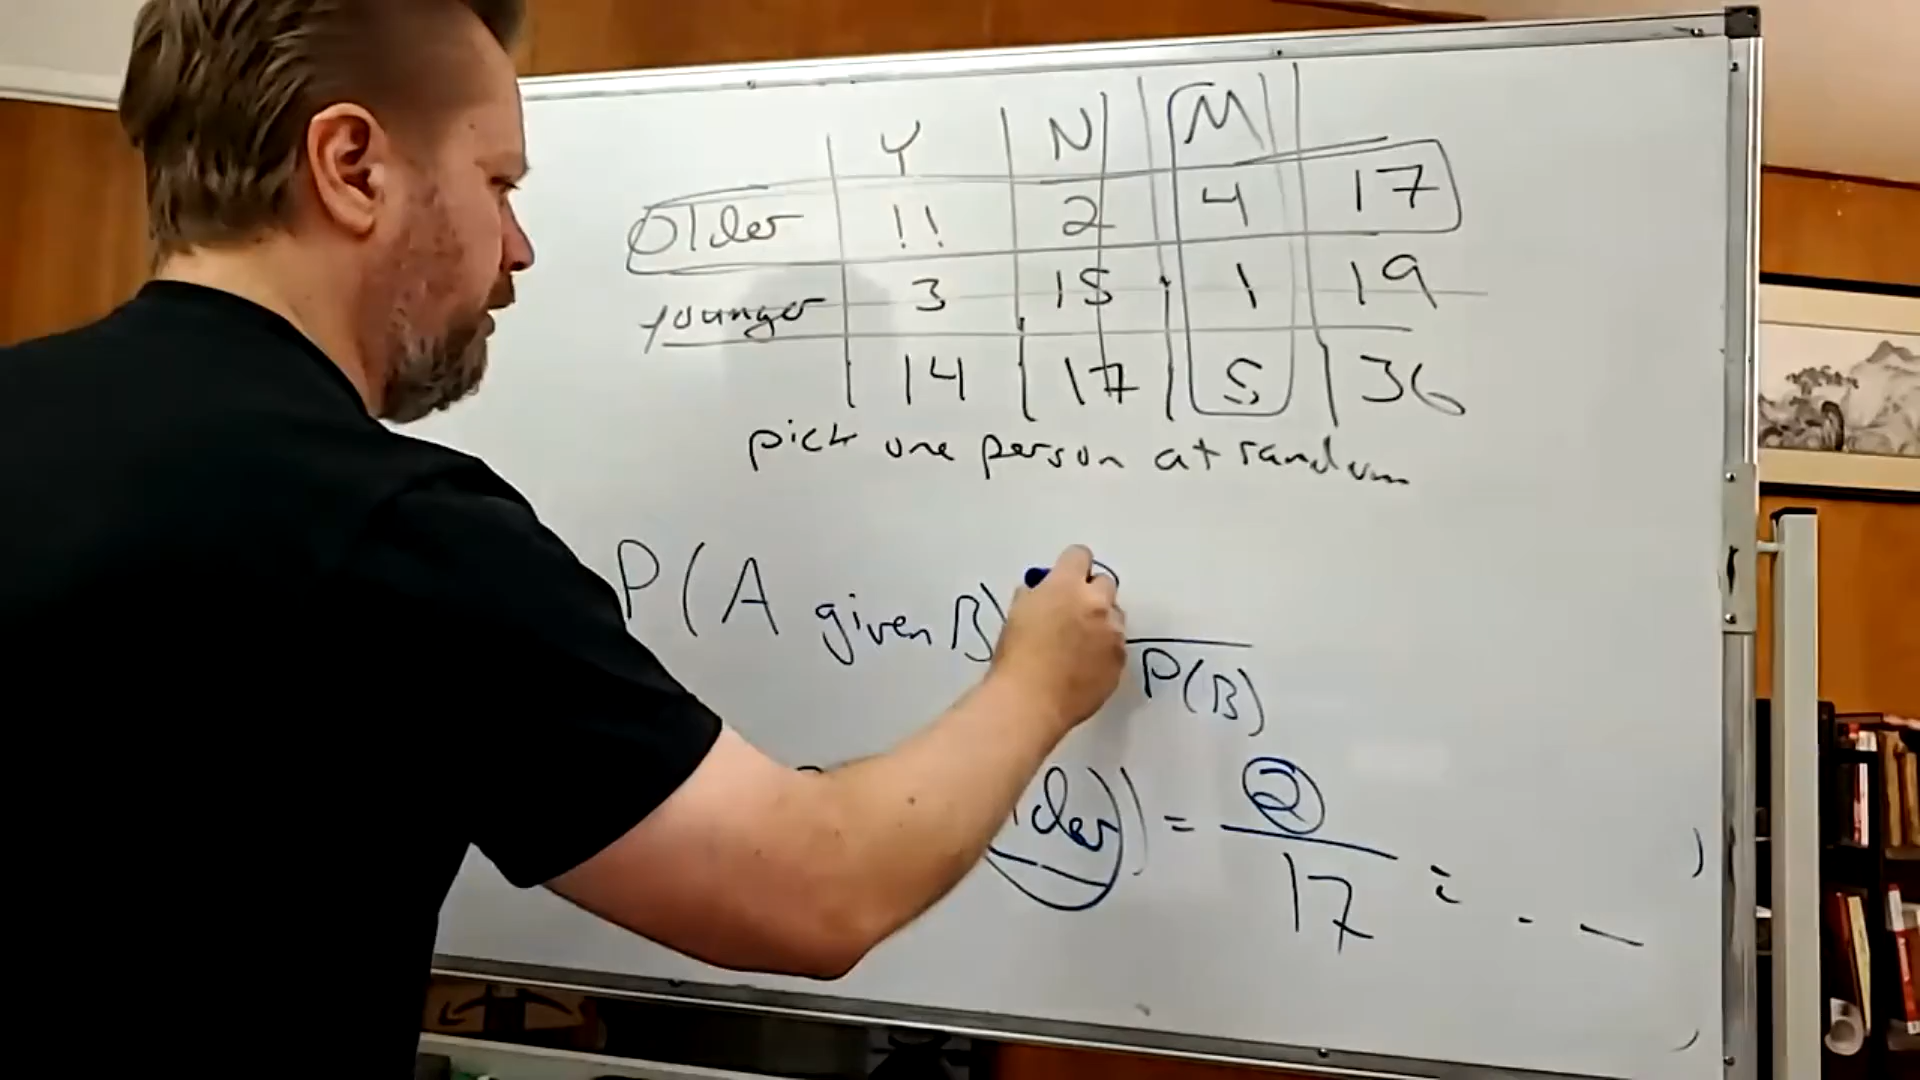 Y N M
Older 11 2 4 17
younger 3 15 1 19
14 17 5 36
pick one person at random
P(A given B)
P(B)
) = 2
17 = . . —